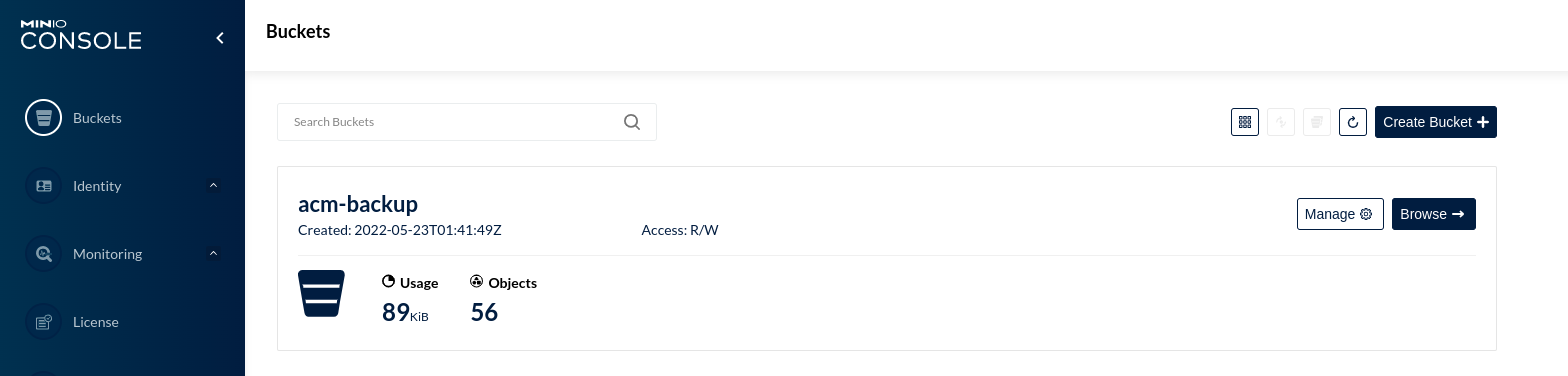 MINIO
CONSOLE
Buckets
Identity
Monitoring
License
Buckets
Search Buckets
Create Bucket
acm-backup
Created: 2022-05-23T01:41:49Z Access: R/W
Manage Browse
Usage Objects
89KiB 56